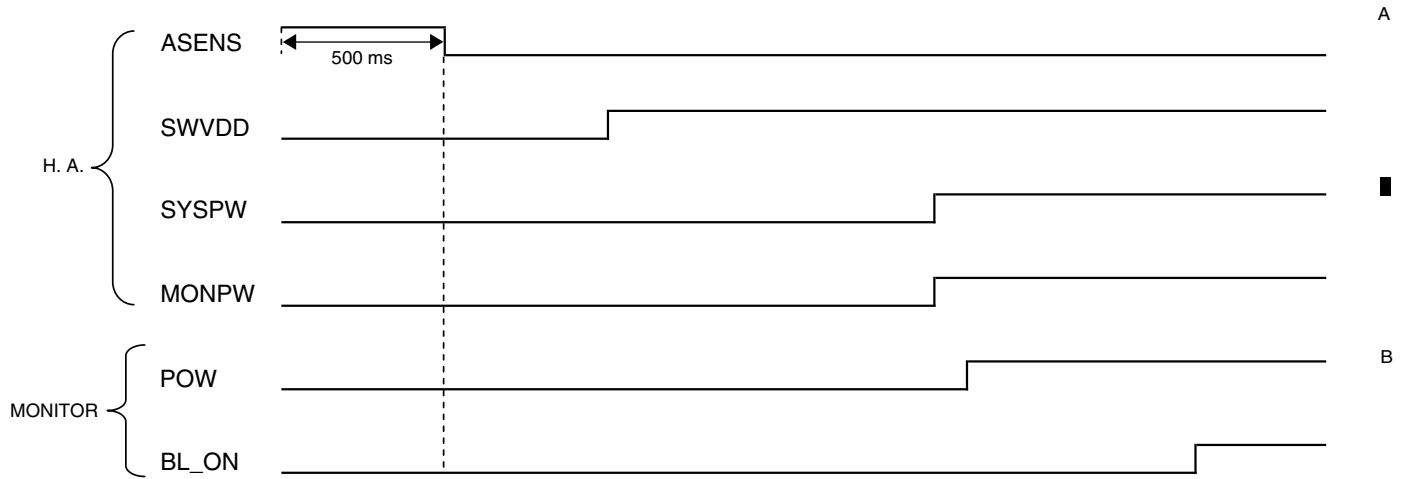 A
ASENS
500 ms
SWVDD
H. A.
SYSPW
MONPW
B
POW
MONITOR
BL_ON